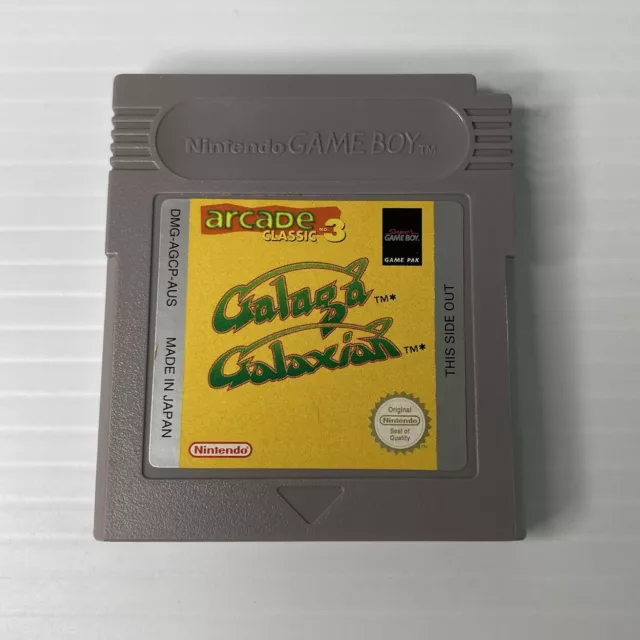 Nintendo GAME BOY TM
arcade
CLASSIC NO 3
Super
GAME BOY
GAME PAK
DMG-AGCP-AUS
MADE IN JAPAN
Galaga TM*
Galaxian TM*
THIS SIDE OUT
Nintendo
Original
Nintendo
Seal of
Quality